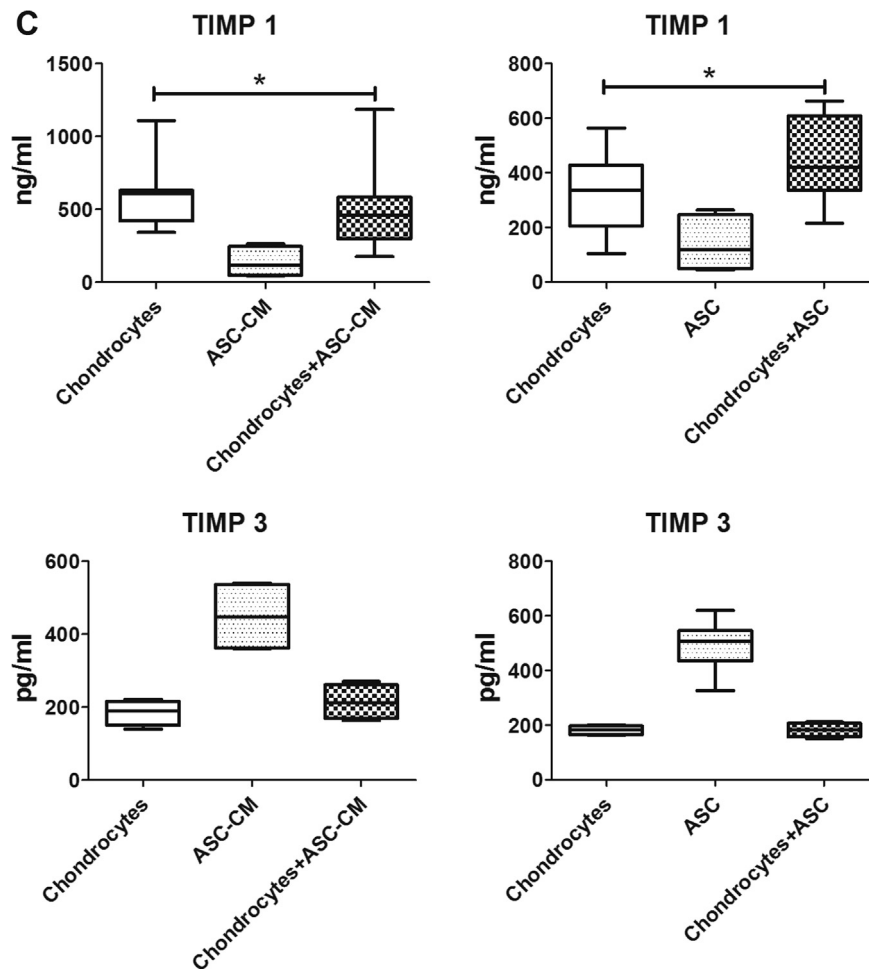 C
TIMP 1
ng/ml
1500
1000
500
0
*
Chondrocytes
ASC-CM
Chondrocytes+ASC-CM
TIMP 1
ng/ml
800
600
400
200
0
*
Chondrocytes
ASC
Chondrocytes+ASC
TIMP 3
pg/ml
600
400
200
0
Chondrocytes
ASC-CM
Chondrocytes+ASC-CM
TIMP 3
pg/ml
800
600
400
200
0
Chondrocytes
ASC
Chondrocytes+ASC